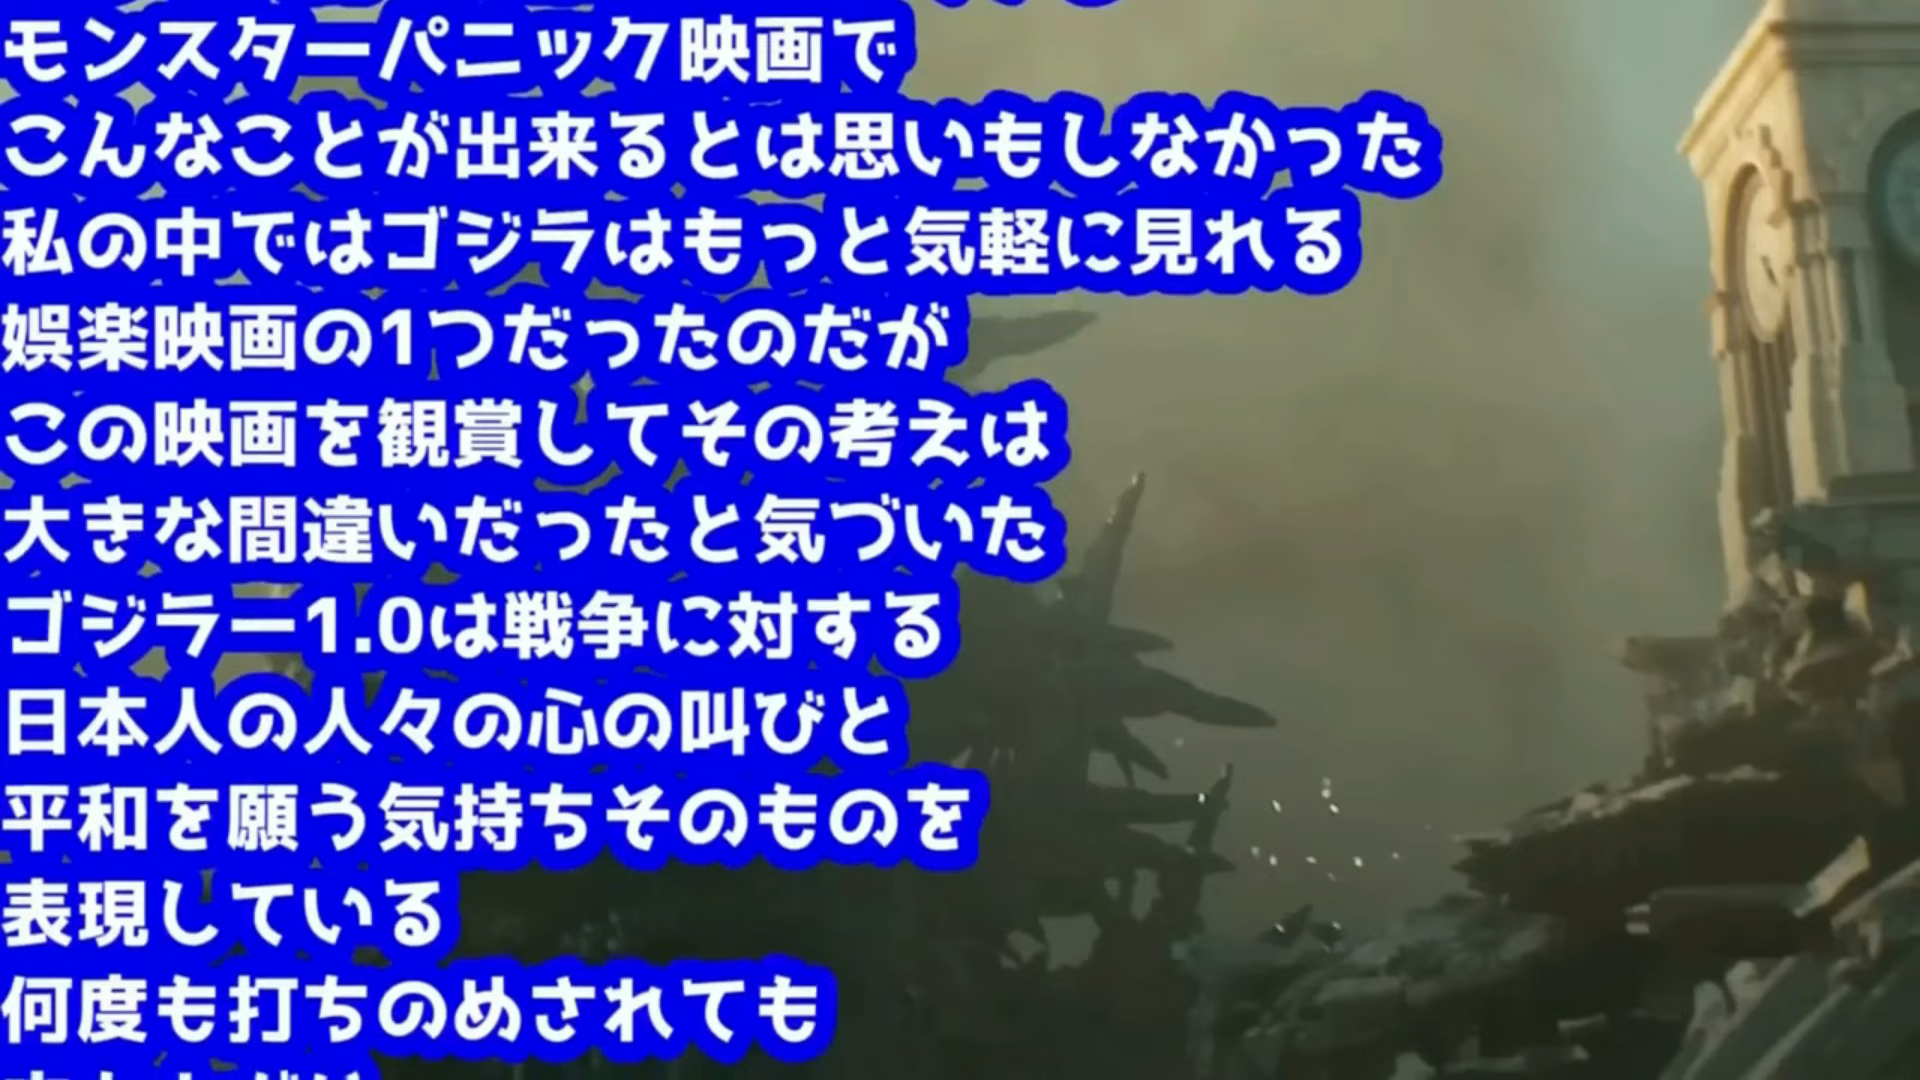 モンスターパニック映画で
こんなことが出来るとは思いもしなかった
私の中ではゴジラはもっと気軽に見れる
娯楽映画の1つだったのだが
この映画を観賞してその考えは
大きな間違いだったと気づいた
ゴジラー1.0は戦争に対する
日本人の人々の心の叫びと
平和を願う気持ちそのものを
表現している
何度も打ちのめされても